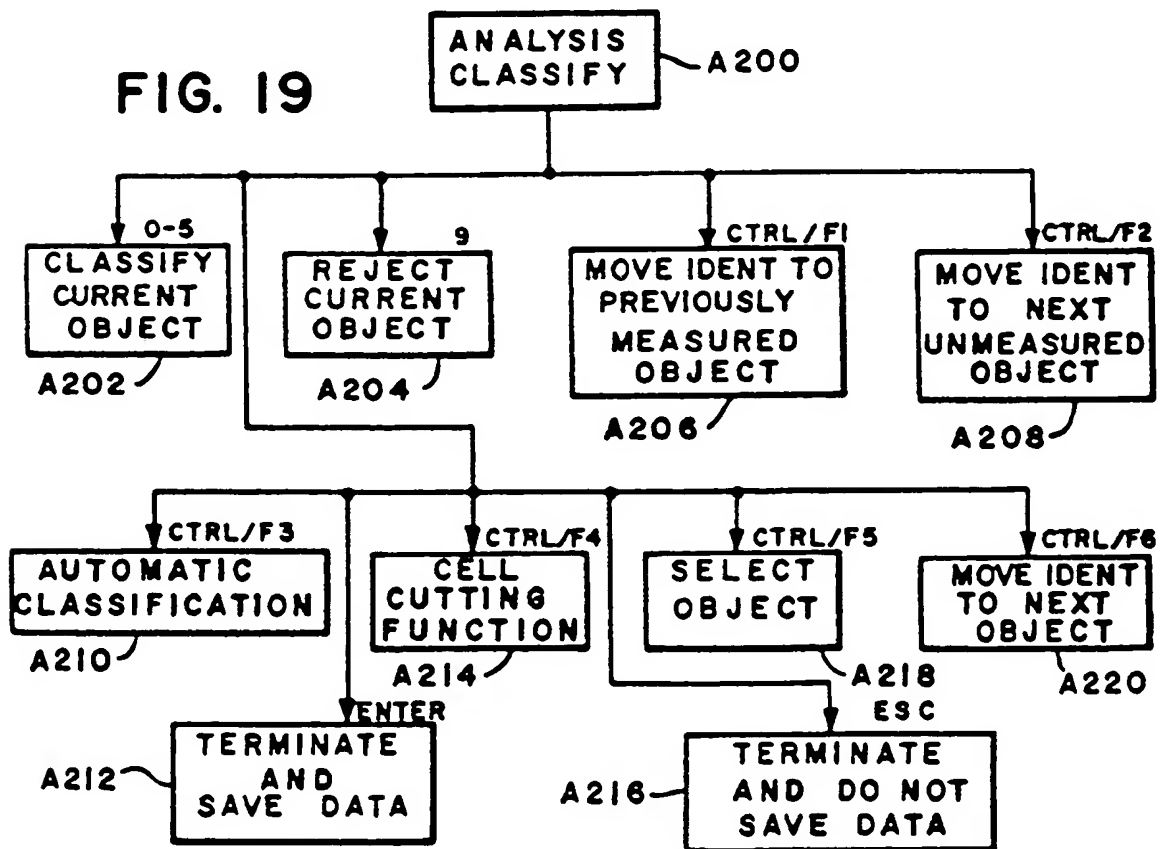 FIG. 19
ANALYSIS
CLASSIFY
A200
0-5
CLASSIFY
CURRENT
OBJECT
A202
9
REJECT
CURRENT
OBJECT
A204
CTRL/F1
MOVE IDENT TO
PREVIOUSLY
MEASURED
OBJECT
A206
CTRL/F2
MOVE IDENT
TO NEXT
UNMEASURED
OBJECT
A208
CTRL/F3
AUTOMATIC
CLASSIFICATION
A210
CTRL/F4
CELL
CUTTING
FUNCTION
A214
CTRL/F5
SELECT
OBJECT
A218
CTRL/F6
MOVE IDENT
TO NEXT
OBJECT
A220
ENTER
TERMINATE
AND
SAVE DATA
A212
ESC
TERMINATE
AND DO NOT
SAVE DATA
A216